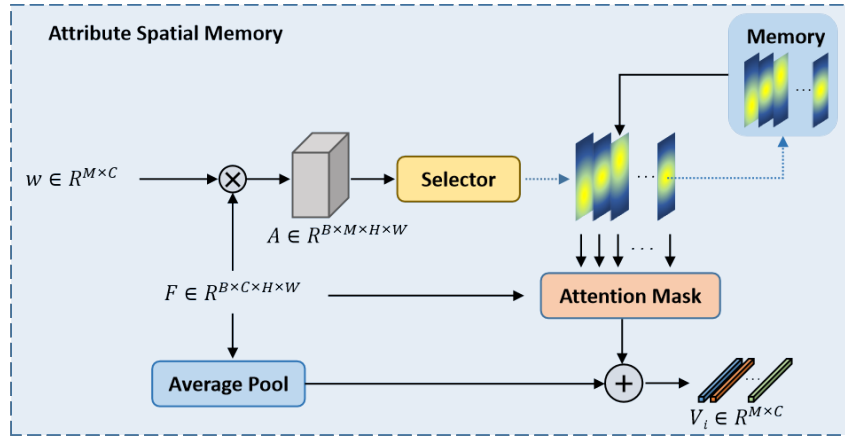 Attribute Spatial Memory
Memory
...
w ∈ R^{M×C}
×
Selector
...
A ∈ R^{B×M×H×W}
...
F ∈ R^{B×C×H×W}
Attention Mask
Average Pool
+
...
V_i ∈ R^{M×C}